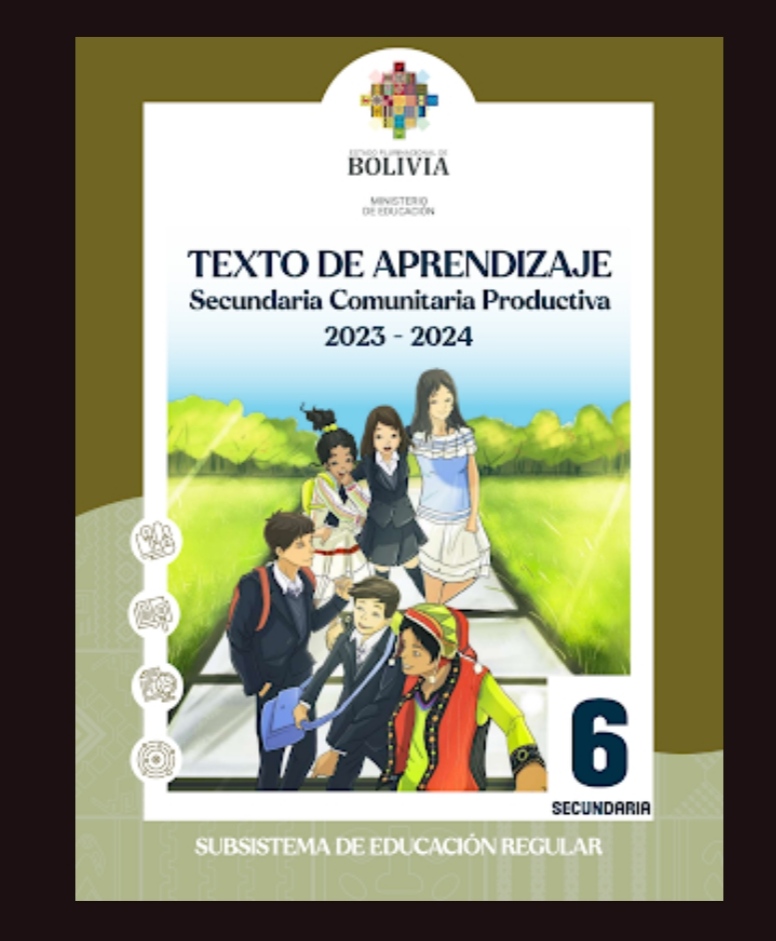 ESTADO PLURINACIONAL DE
BOLIVIA
MINISTERIO
DE EDUCACIÓN
TEXTO DE APRENDIZAJE
Secundaria Comunitaria Productiva
2023 - 2024
6
SECUNDARIA
SUBSISTEMA DE EDUCACIÓN REGULAR